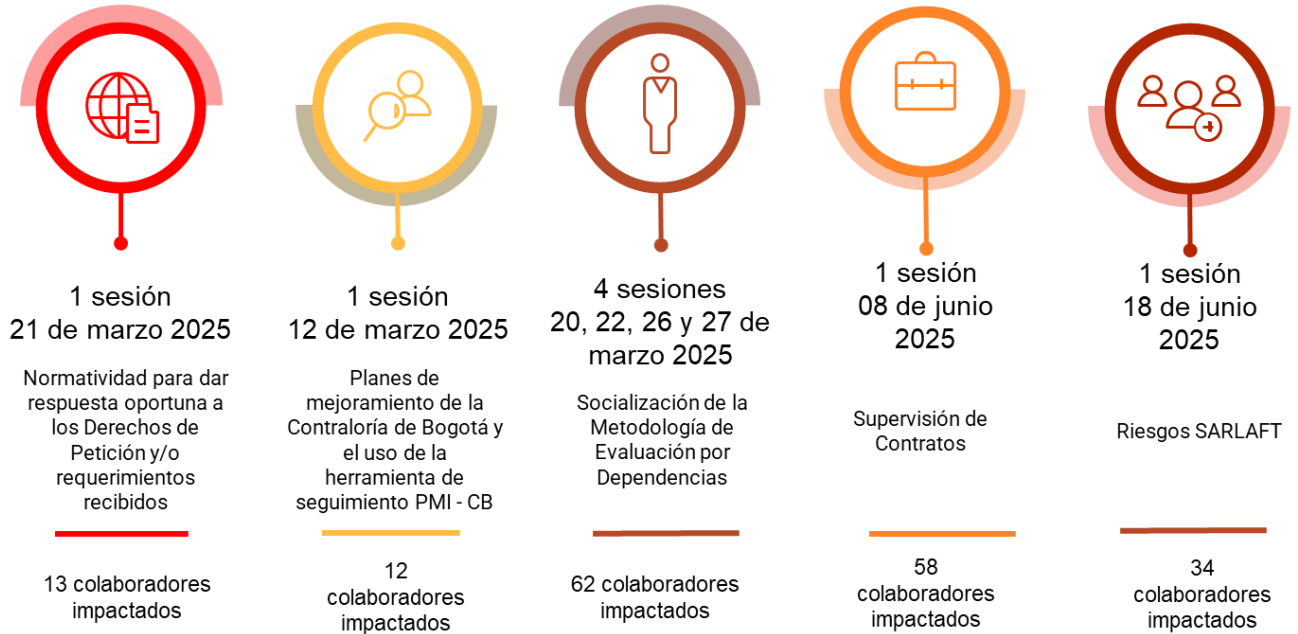 1 sesión
21 de marzo 2025
Normatividad para dar
respuesta oportuna a
los Derechos de
Petición y/o
requerimientos
recibidos
13 colaboradores
impactados
1 sesión
12 de marzo 2025
Planes de
mejoramiento de la
Contraloría de Bogotá y
el uso de la
herramienta de
seguimiento PMI - CB
12
colaboradores
impactados
4 sesiones
20, 22, 26 y 27 de
marzo 2025
Socialización de la
Metodología de
Evaluación por
Dependencias
62 colaboradores
impactados
1 sesión
08 de junio
2025
Supervisión de
Contratos
58
colaboradores
impactados
1 sesión
18 de junio
2025
Riesgos SARLAFT
34
colaboradores
impactados